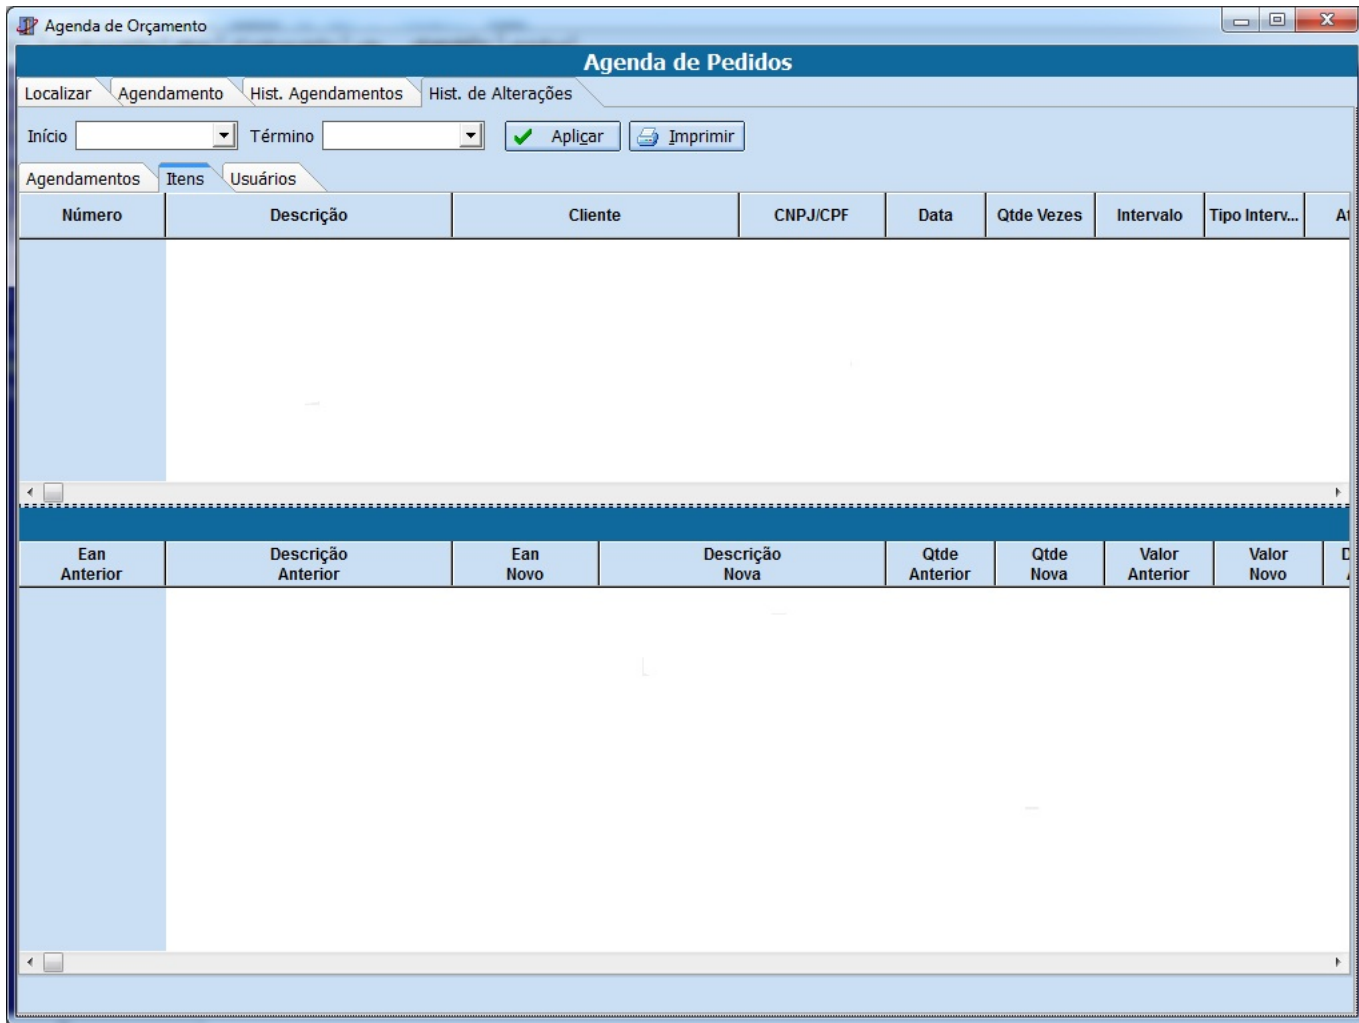 Agenda de Orçamento
Agenda de Pedidos
Localizar Agendamento Hist. Agendamentos Hist. de Alterações
Início Término Apliçar Imprimir
Agendamentos Itens Usuários
Número Descrição Cliente CNPJ/CPF Data Qtde Vezes Intervalo Tipo Interv...
Ean Descrição Ean Descrição Qtde Qtde Valor Valor
Anterior Anterior Novo Nova Anterior Nova Anterior Novo